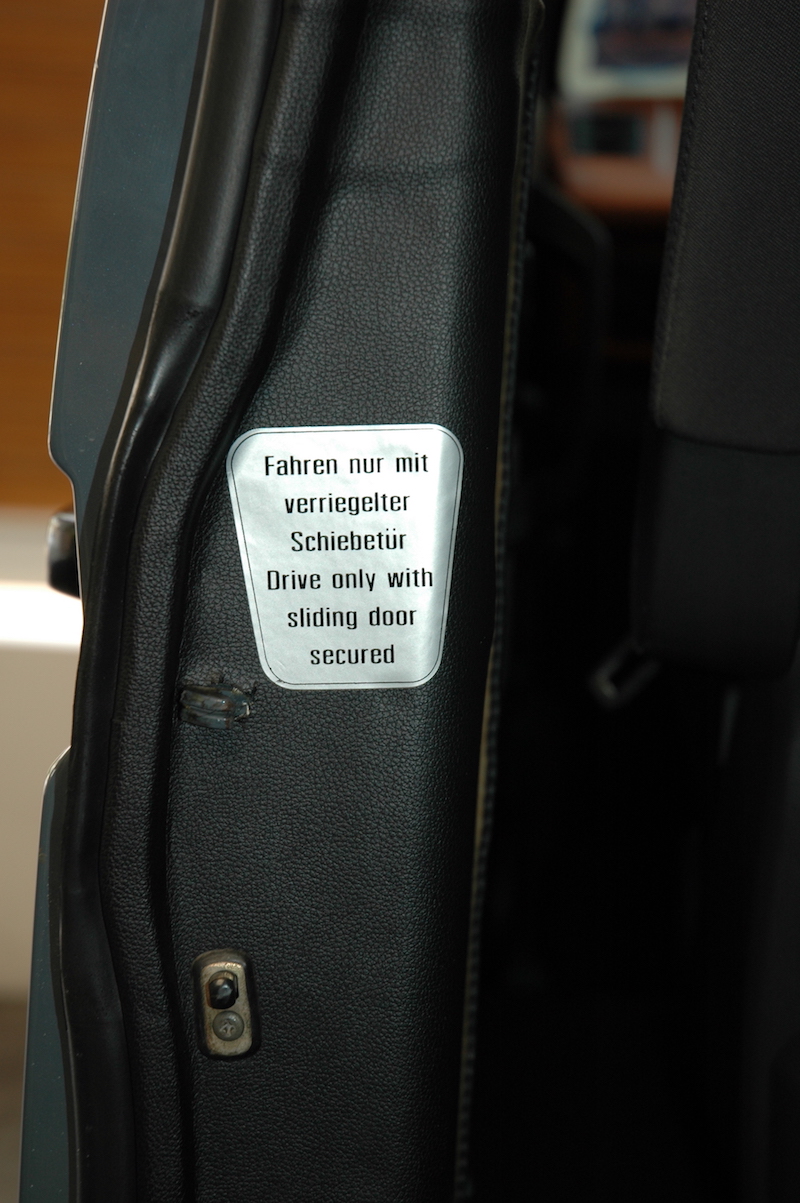 Fahren nur mit
verriegelter
Schiebetür
Drive only with
sliding door
secured